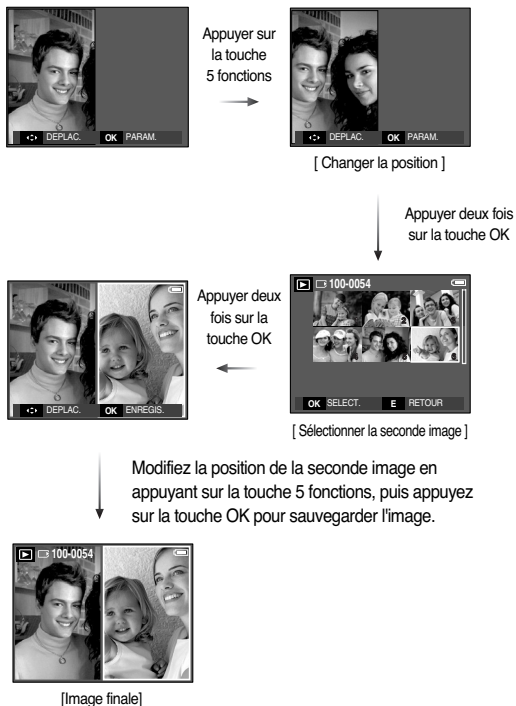 Appuyer sur
la touche
5 fonctions
DEPLAC. OK PARAM.
DEPLAC. OK PARAM.
[ Changer la position ]
Appuyer deux fois
sur la touche OK
100-0054
OK SELECT. E RETOUR
[ Sélectionner la seconde image ]
Appuyer deux
fois sur la
touche OK
DEPLAC. OK ENREGIS.
Modifiez la position de la seconde image en
appuyant sur la touche 5 fonctions, puis appuyez
sur la touche OK pour sauvegarder l'image.
100-0054
[Image finale]